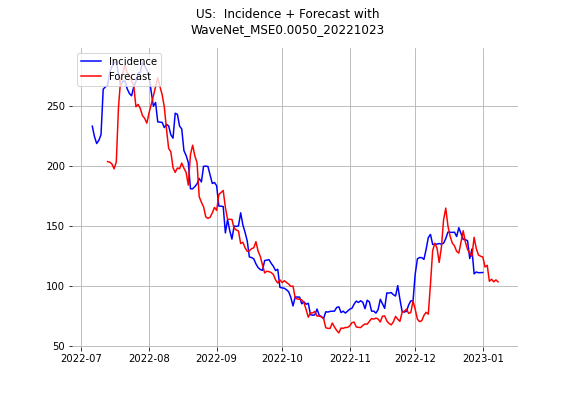 US:  Incidence + Forecast with
WaveNet_MSE0.0050_20221023
Incidence
Forecast
250
200
150
100
50
2022-07 2022-08 2022-09 2022-10 2022-11 2022-12 2023-01